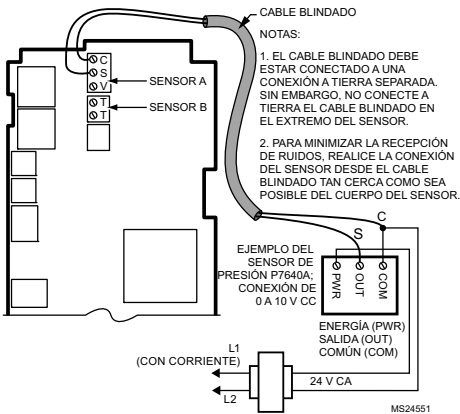 CABLE BLINDADO
NOTAS:
1. EL CABLE BLINDADO DEBE
ESTAR CONECTADO A UNA
CONEXIÓN A TIERRA SEPARADA.
SIN EMBARGO, NO CONECTE A
TIERRA EL CABLE BLINDADO EN
EL EXTREMO DEL SENSOR.
2. PARA MINIMIZAR LA RECEPCIÓN
DE RUIDOS, REALICE LA CONEXIÓN
DEL SENSOR DESDE EL CABLE
BLINDADO TAN CERCA COMO SEA
POSIBLE DEL CUERPO DEL SENSOR.
C
S
V
SENSOR A
T
T
SENSOR B
C
S
EJEMPLO DEL
SENSOR DE
PRESIÓN P7640A;
CONEXIÓN DE
0 A 10 V CC
PWR
OUT
COM
ENERGÍA (PWR)
SALIDA (OUT)
COMÚN (COM)
L1
(CON CORRIENTE)
L2
24 V CA
MS24551